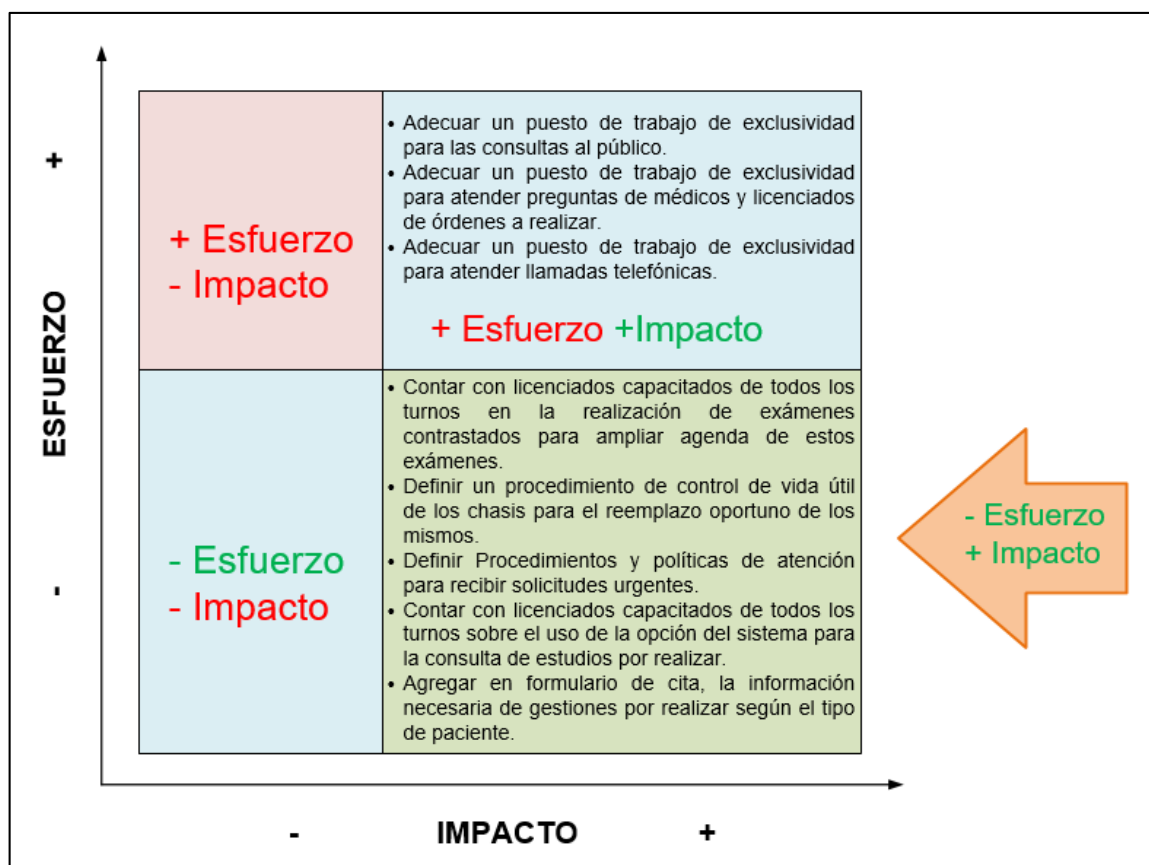 +
ESFUERZO
-
+ Esfuerzo
- Impacto
• Adecuar un puesto de trabajo de exclusividad
para las consultas al público.
• Adecuar un puesto de trabajo de exclusividad
para atender preguntas de médicos y licenciados
de órdenes a realizar.
• Adecuar un puesto de trabajo de exclusividad
para atender llamadas telefónicas.
+ Esfuerzo +Impacto
- Esfuerzo
- Impacto
• Contar con licenciados capacitados de todos los
turnos en la realización de exámenes
contrastados para ampliar agenda de estos
exámenes.
• Definir un procedimiento de control de vida útil
de los chasis para el reemplazo oportuno de los
mismos.
• Definir Procedimientos y políticas de atención
para recibir solicitudes urgentes.
• Contar con licenciados capacitados de todos los
turnos sobre el uso de la opción del sistema para
la consulta de estudios por realizar.
• Agregar en formulario de cita, la información
necesaria de gestiones por realizar según el tipo
de paciente.
- Esfuerzo
+ Impacto
- IMPACTO +